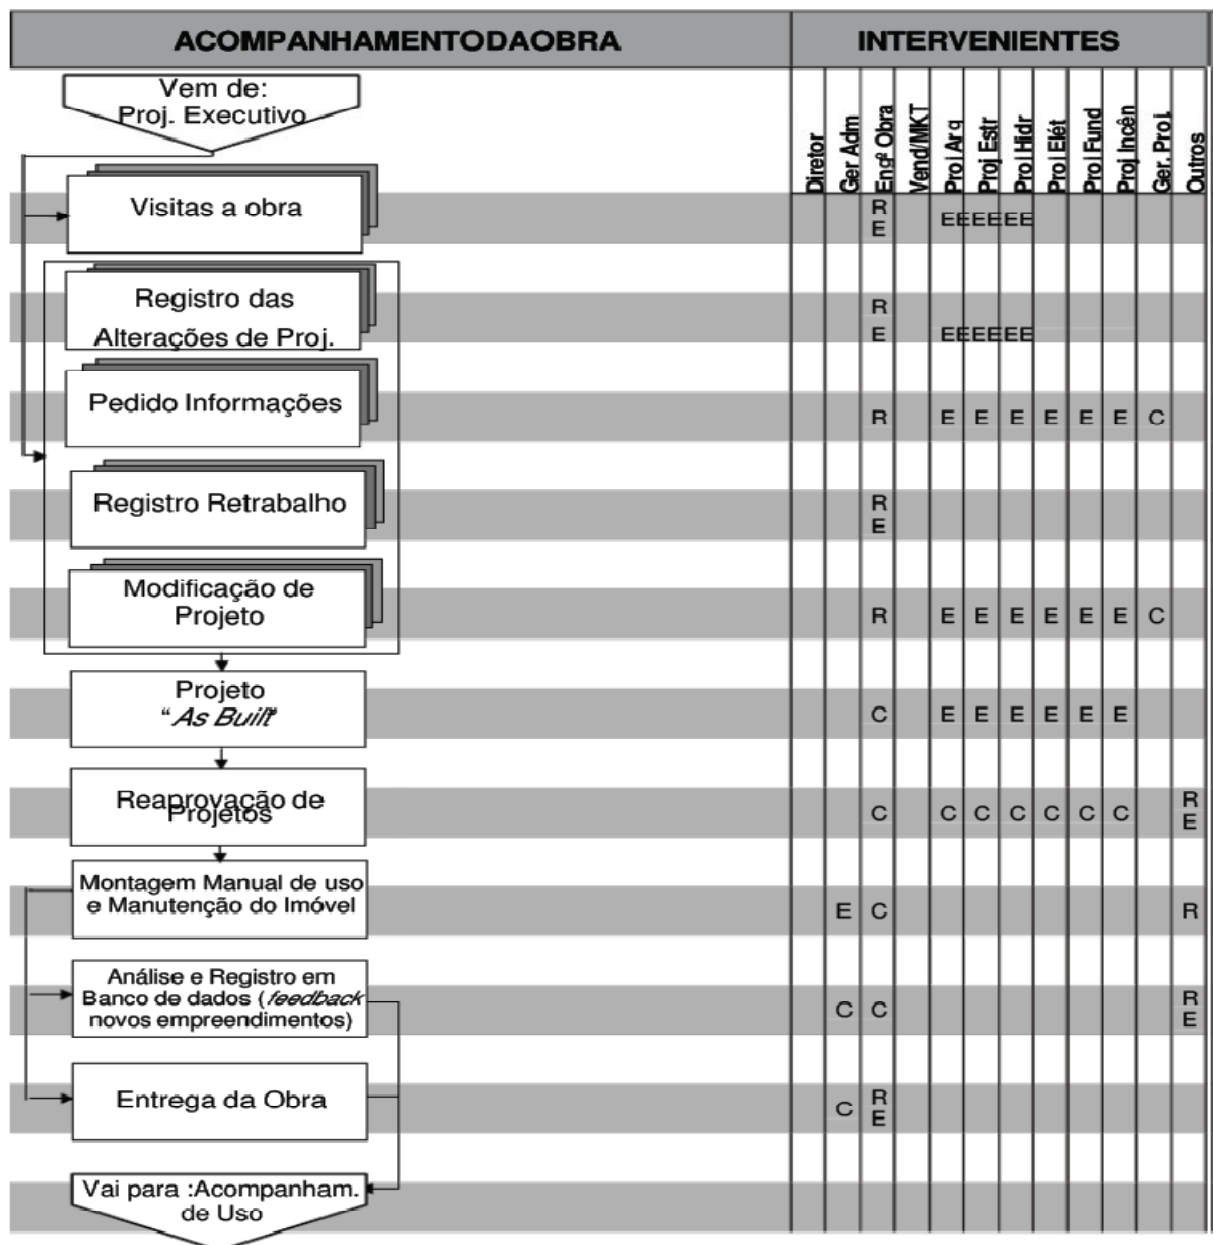 ACOMPANHAMENTODAOBRA
INTERVENIENTES
Vem de:
Proj. Executivo
Diretor
Ger Adm
Engº Obra
Vend/MKT
Proj Arq
Proj Estr
Proj Hidr
Proj Elét
Proj Fund
Proj Incên
Ger. Proj.
Outros
Visitas a obra
R
E EEEEEE
Registro das
Alterações de Proj.
R
E EEEEEE
Pedido Informações
R E E E E E E C
Registro Retrabalho
R
E
Modificação de
Projeto
R E E E E E E C
Projeto
"As Built"
C E E E E E E
Reaprovação de
Projetos
C C C C C C C R
E
Montagem Manual de uso
e Manutenção do Imóvel
E C R
Análise e Registro em
Banco de dados (feedback
novos empreendimentos)
C C R
E
Entrega da Obra
C R
E
Vai para :Acompanham.
de Uso